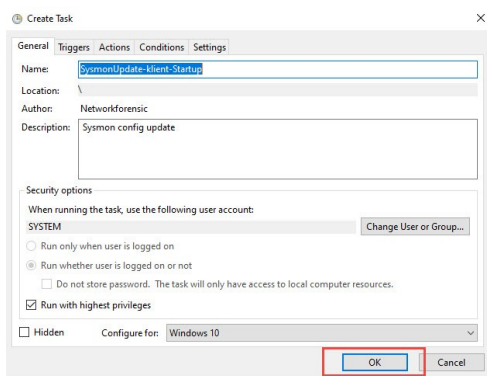 Create Task
General Triggers Actions Conditions Settings
Name: SysmonUpdate-klient-Startup
Location: \
Author: Networkforensic
Description: Sysmon config update
Security options
When running the task, use the following user account:
SYSTEM Change User or Group...
Run only when user is logged on
Run whether user is logged on or not
Do not store password. The task will only have access to local computer resources.
Run with highest privileges
Hidden Configure for: Windows 10
OK Cancel